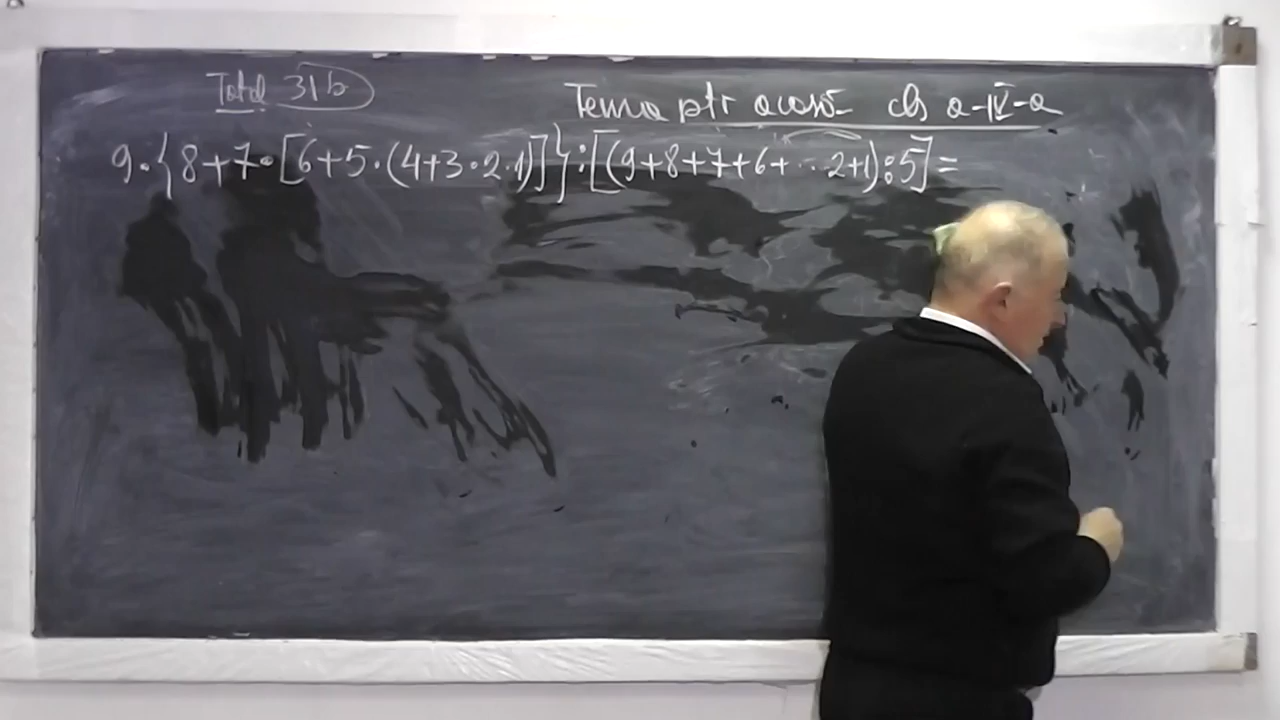 Total 31b
Tema ptr acasă cls a-IV-a
9·{8+7·[6+5·(4+3·2·1)]}:[(9+8+7+6+...2+1):5]=